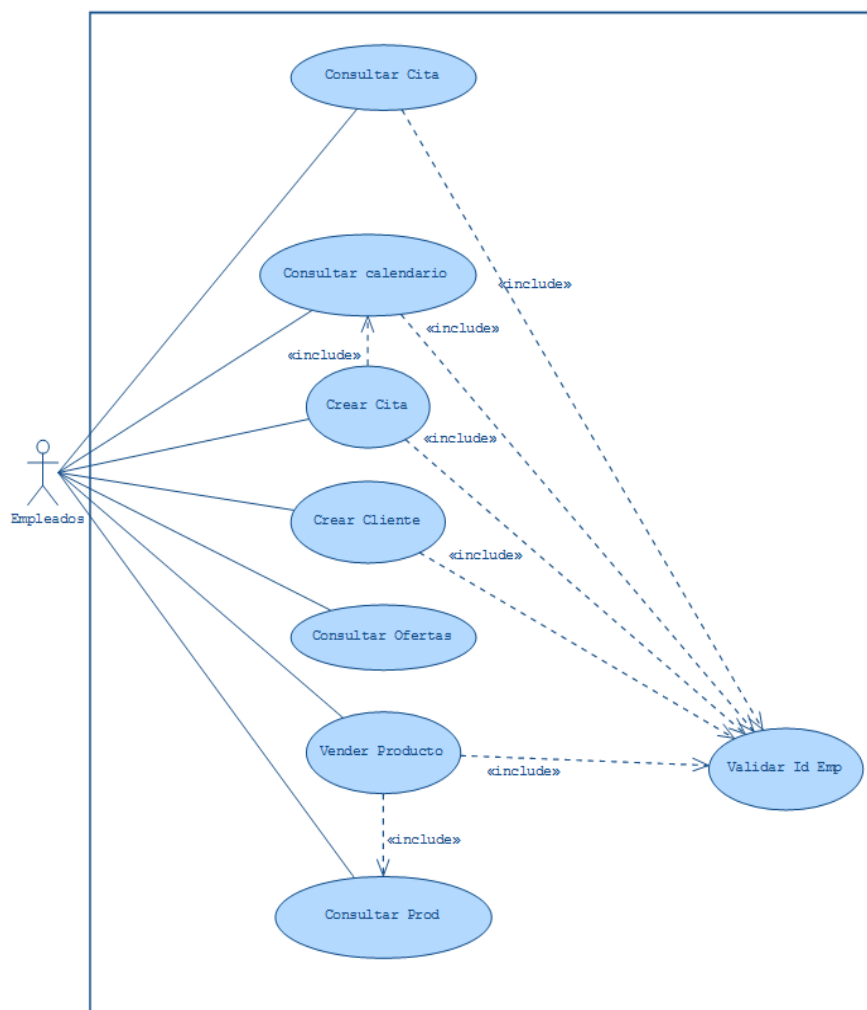 Consultar Cita
Consultar calendario
«include»
«include»
«include»
Crear Cita
«include»
Empleados
Crear Cliente
«include»
Consultar Ofertas
Vender Producto
Validar Id Emp
«include»
«include»
Consultar Prod